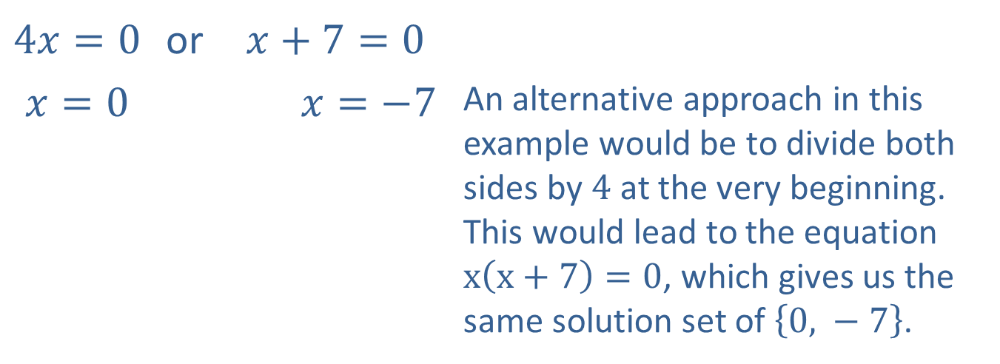 4x = 0 or x + 7 = 0
x = 0 x = −7
An alternative approach in this
example would be to divide both
sides by 4 at the very beginning.
This would lead to the equation
x(x + 7) = 0, which gives us the
same solution set of {0, − 7}.